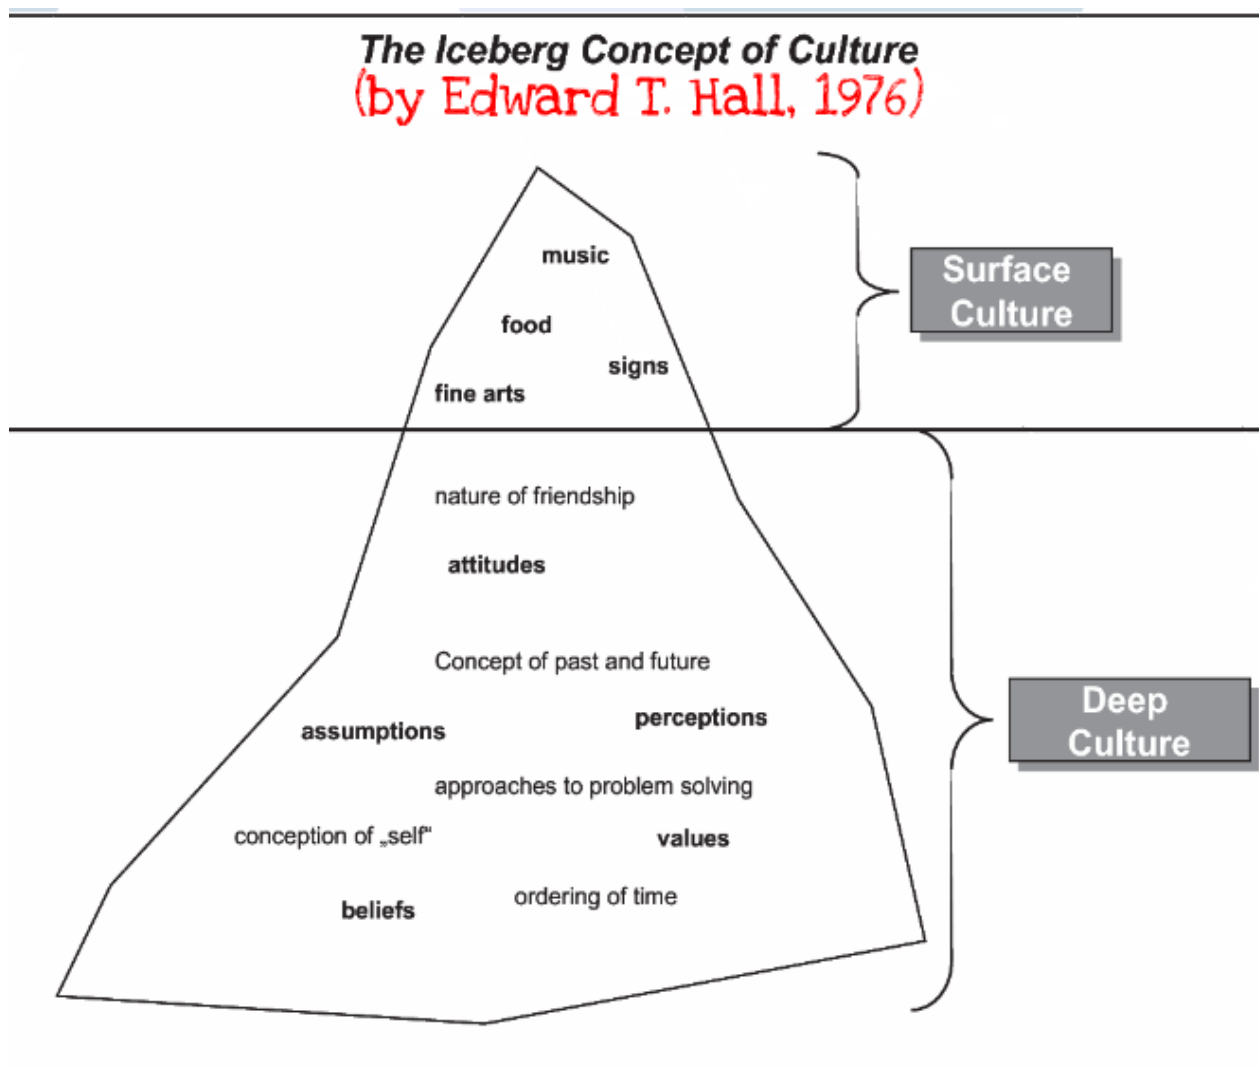 The Iceberg Concept of Culture
(by Edward T. Hall, 1976)
music
Surface
Culture
food
signs
fine arts
nature of friendship
attitudes
Concept of past and future
Deep
Culture
perceptions
assumptions
approaches to problem solving
conception of „self“
values
ordering of time
beliefs